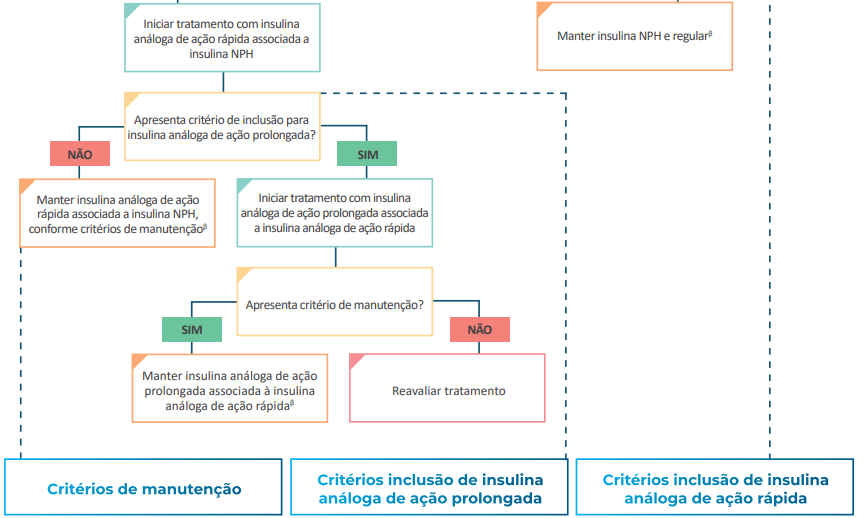 Iniciar tratamento com insulina
análoga de ação rápida associada a
insulina NPH
Manter insulina NPH e regularᵝ
Apresenta critério de inclusão para
insulina análoga de ação prolongada?
NÃO
SIM
Manter insulina análoga de ação
rápida associada a insulina NPH,
conforme critérios de manutençãoᵝ
Iniciar tratamento com insulina
análoga de ação prolongada associada
a insulina análoga de ação rápida
Apresenta critério de manutenção?
SIM
NÃO
Manter insulina análoga de ação
prolongada associada à insulina
análoga de ação rápidaᵝ
Reavaliar tratamento
Critérios de manutenção
Critérios inclusão de insulina
análoga de ação prolongada
Critérios inclusão de insulina
análoga de ação rápida